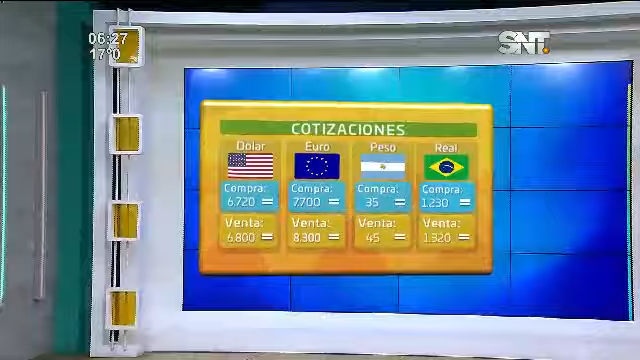 06:27
17°0
SNT.
COTIZACIONES
Dolar Euro Peso Real
Compra: Compra: Compra: Compra:
6.720 = 7.700 = 35 = 1.230 =
Venta: Venta: Venta: Venta:
6.800 = 8.300 = 45 = 1.320 =